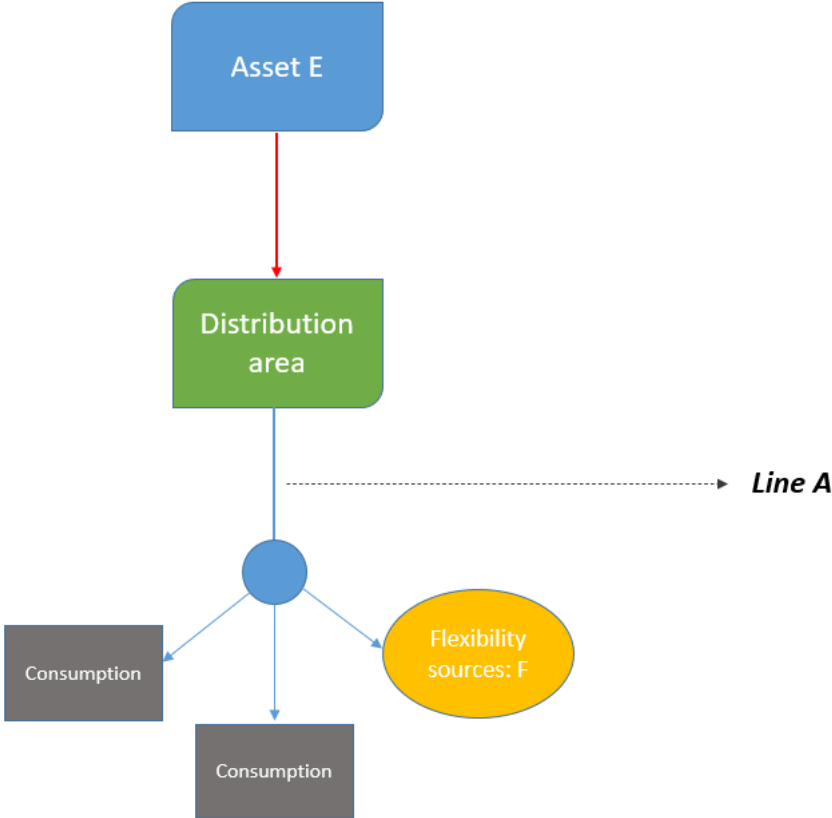 Asset E
Distribution
area
Line A
Flexibility
sources: F
Consumption
Consumption